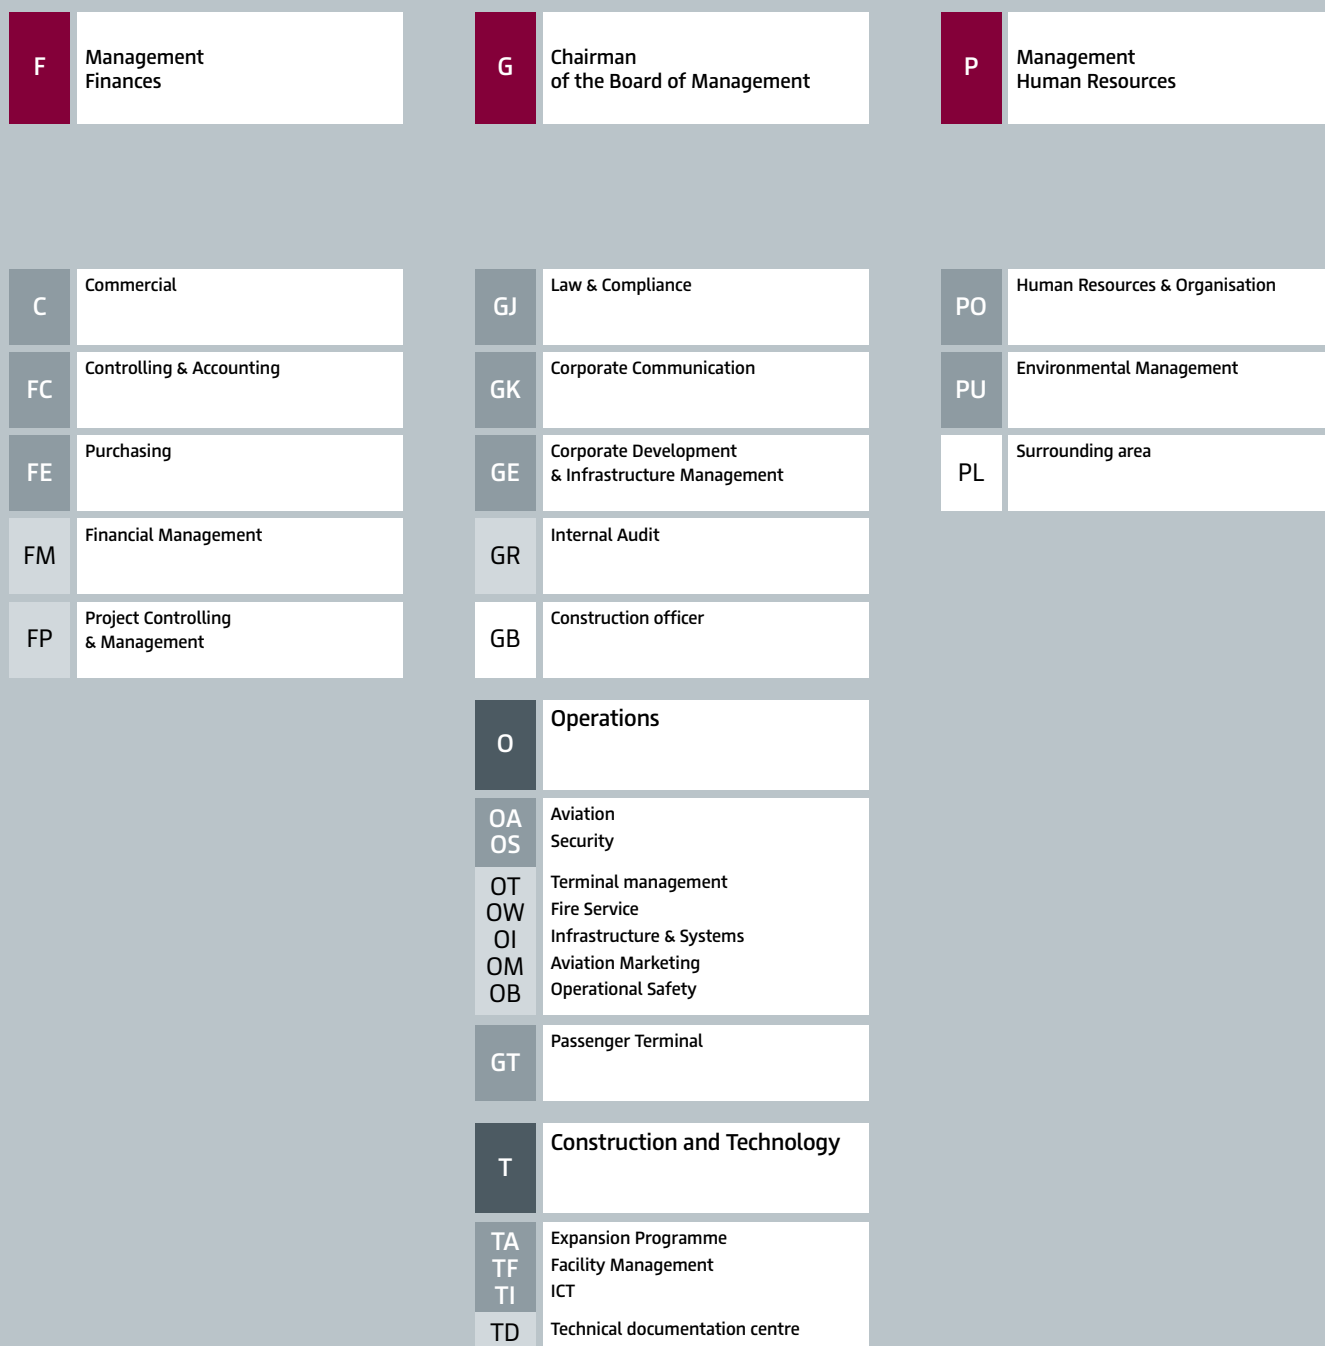 F
Management
Finances
G
Chairman
of the Board of Management
P
Management
Human Resources
C
Commercial
FC
Controlling & Accounting
FE
Purchasing
FM
Financial Management
FP
Project Controlling
& Management
GJ
Law & Compliance
GK
Corporate Communication
GE
Corporate Development
& Infrastructure Management
GR
Internal Audit
GB
Construction officer
O
Operations
OA
Aviation
OS
Security
OT
Terminal management
OW
Fire Service
OI
Infrastructure & Systems
OM
Aviation Marketing
OB
Operational Safety
GT
Passenger Terminal
T
Construction and Technology
TA
Expansion Programme
TF
Facility Management
TI
ICT
TD
Technical documentation centre
PO
Human Resources & Organisation
PU
Environmental Management
PL
Surrounding area